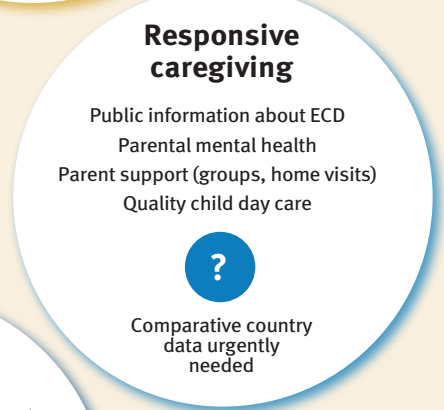 Responsive
caregiving
Public information about ECD
Parental mental health
Parent support (groups, home visits)
Quality child day care
?
Comparative country
data urgently
needed